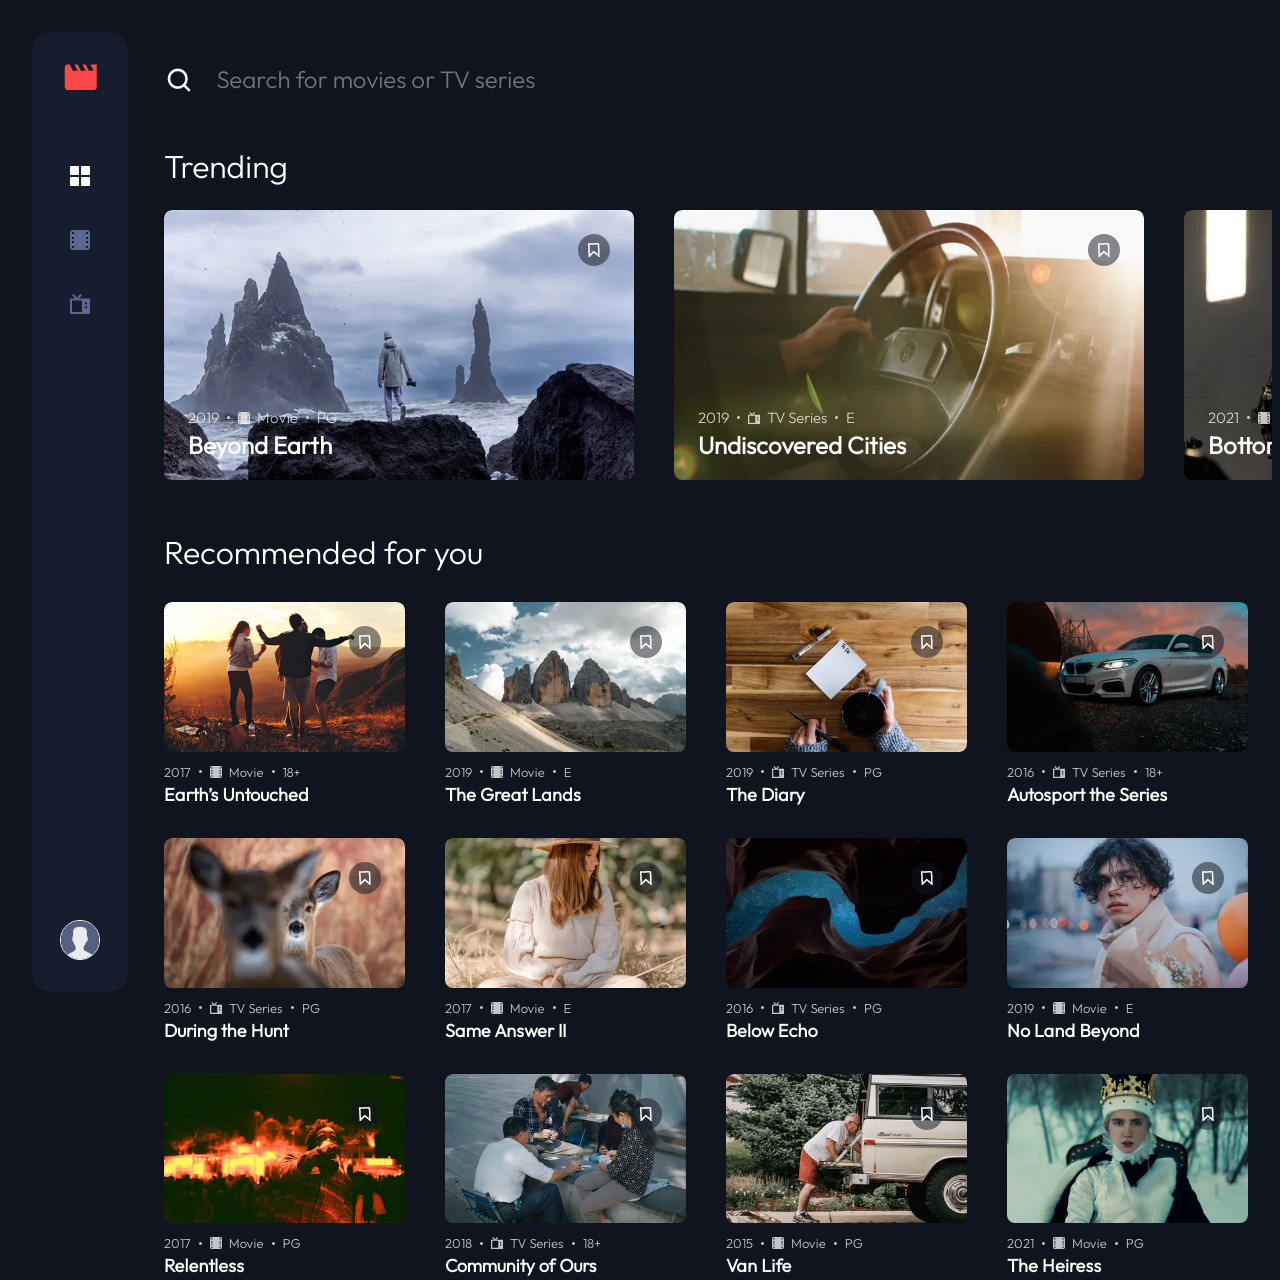 Search for movies or TV series
Trending
2019 • Movie • PG
Beyond Earth
2019 • TV Series • E
Undiscovered Cities
2021 •
Recommended for you
2017 • Movie • 18+
Earth’s Untouched
2019 • Movie • E
The Great Lands
2019 • TV Series • PG
The Diary
2016 • TV Series • 18+
Autosport the Series
2016 • TV Series • PG
During the Hunt
2017 • Movie • E
Same Answer II
2016 • TV Series • PG
Below Echo
2019 • Movie • E
No Land Beyond
2017 • Movie • PG
Relentless
2018 • TV Series • 18+
Community of Ours
2015 • Movie • PG
Van Life
2021 • Movie • PG
The Heiress